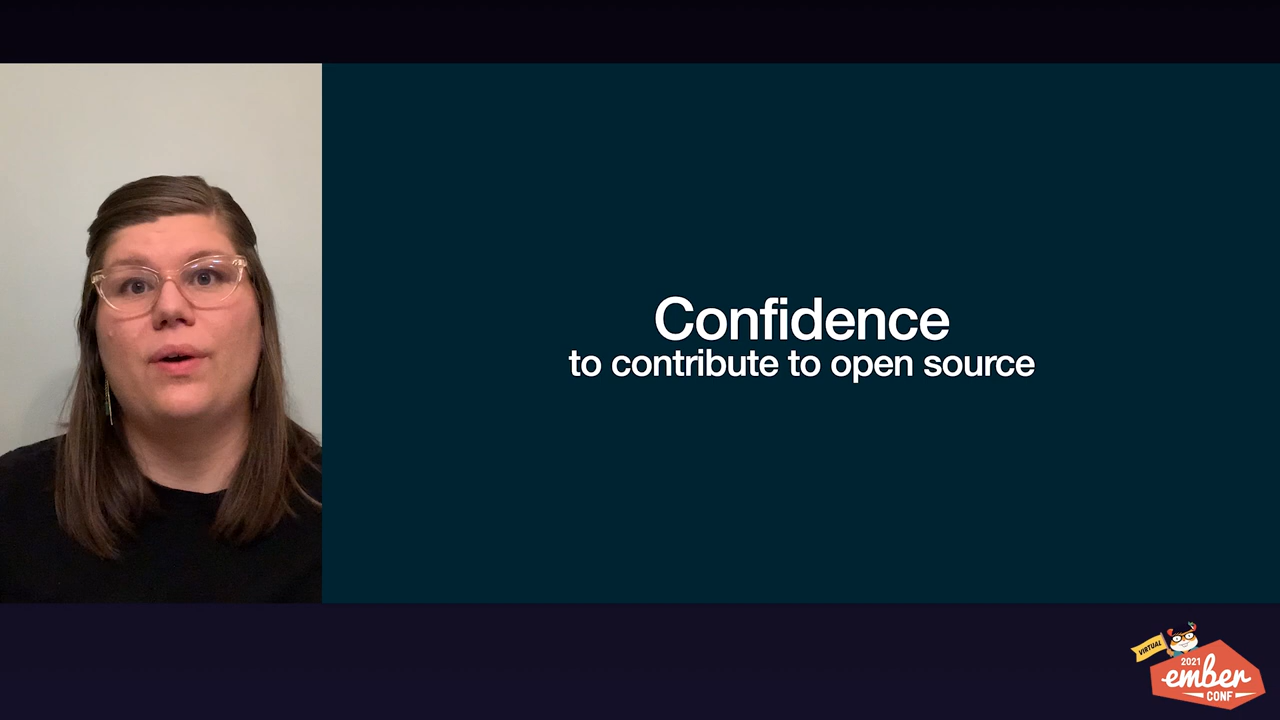 Confidence
to contribute to open source
VIRTUAL
2021
ember
CONF